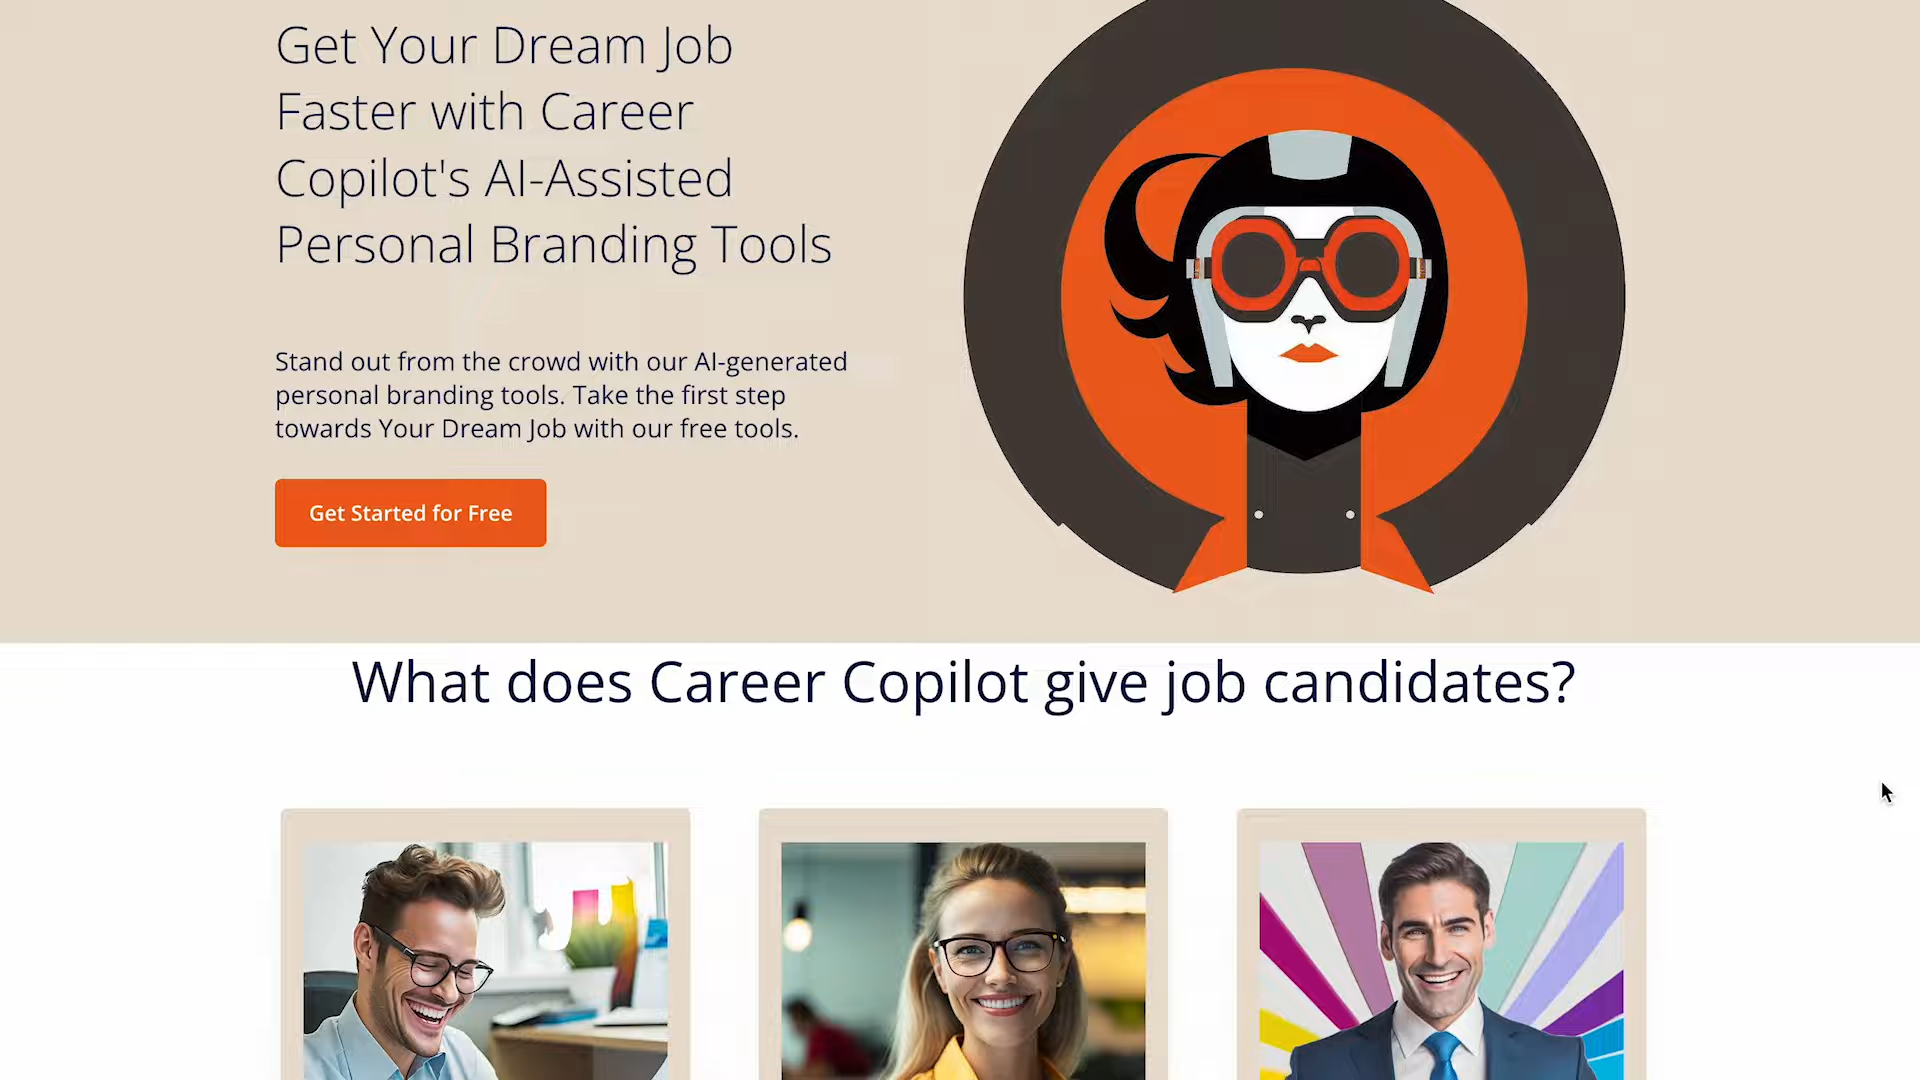 Get Your Dream Job
Faster with Career
Copilot's AI-Assisted
Personal Branding Tools
Stand out from the crowd with our AI-generated
personal branding tools. Take the first step
towards Your Dream Job with our free tools.
Get Started for Free
What does Career Copilot give job candidates?